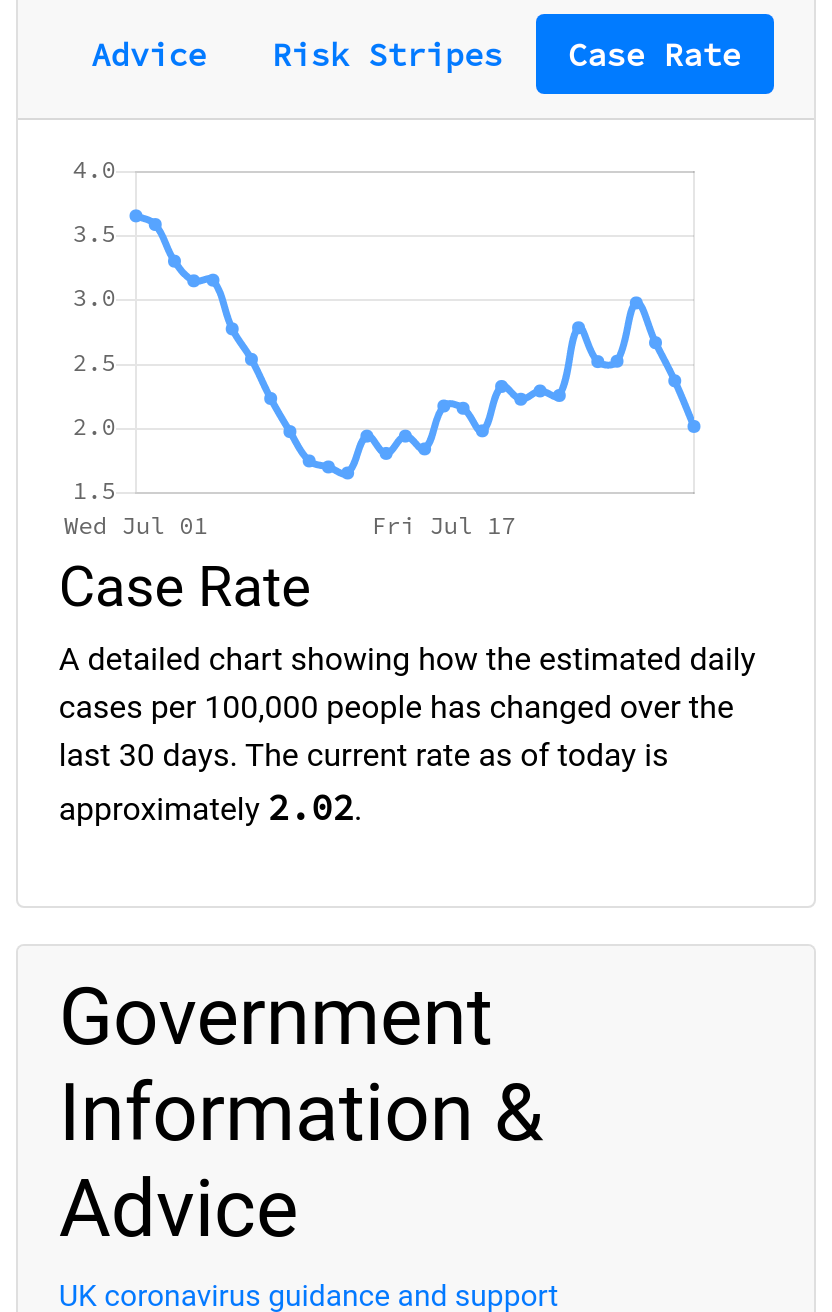 Advice Risk Stripes Case Rate
4.0
3.5
3.0
2.5
2.0
1.5
Wed Jul 01 Fri Jul 17
Case Rate
A detailed chart showing how the estimated daily
cases per 100,000 people has changed over the
last 30 days. The current rate as of today is
approximately 2.02.
Government
Information &
Advice
UK coronavirus guidance and support